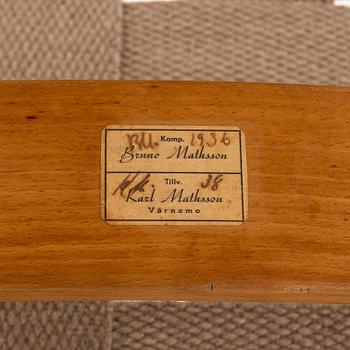 Komp. 1936
Bruno Mathsson
Tillv. 38
Karl Mathsson
Värnamo